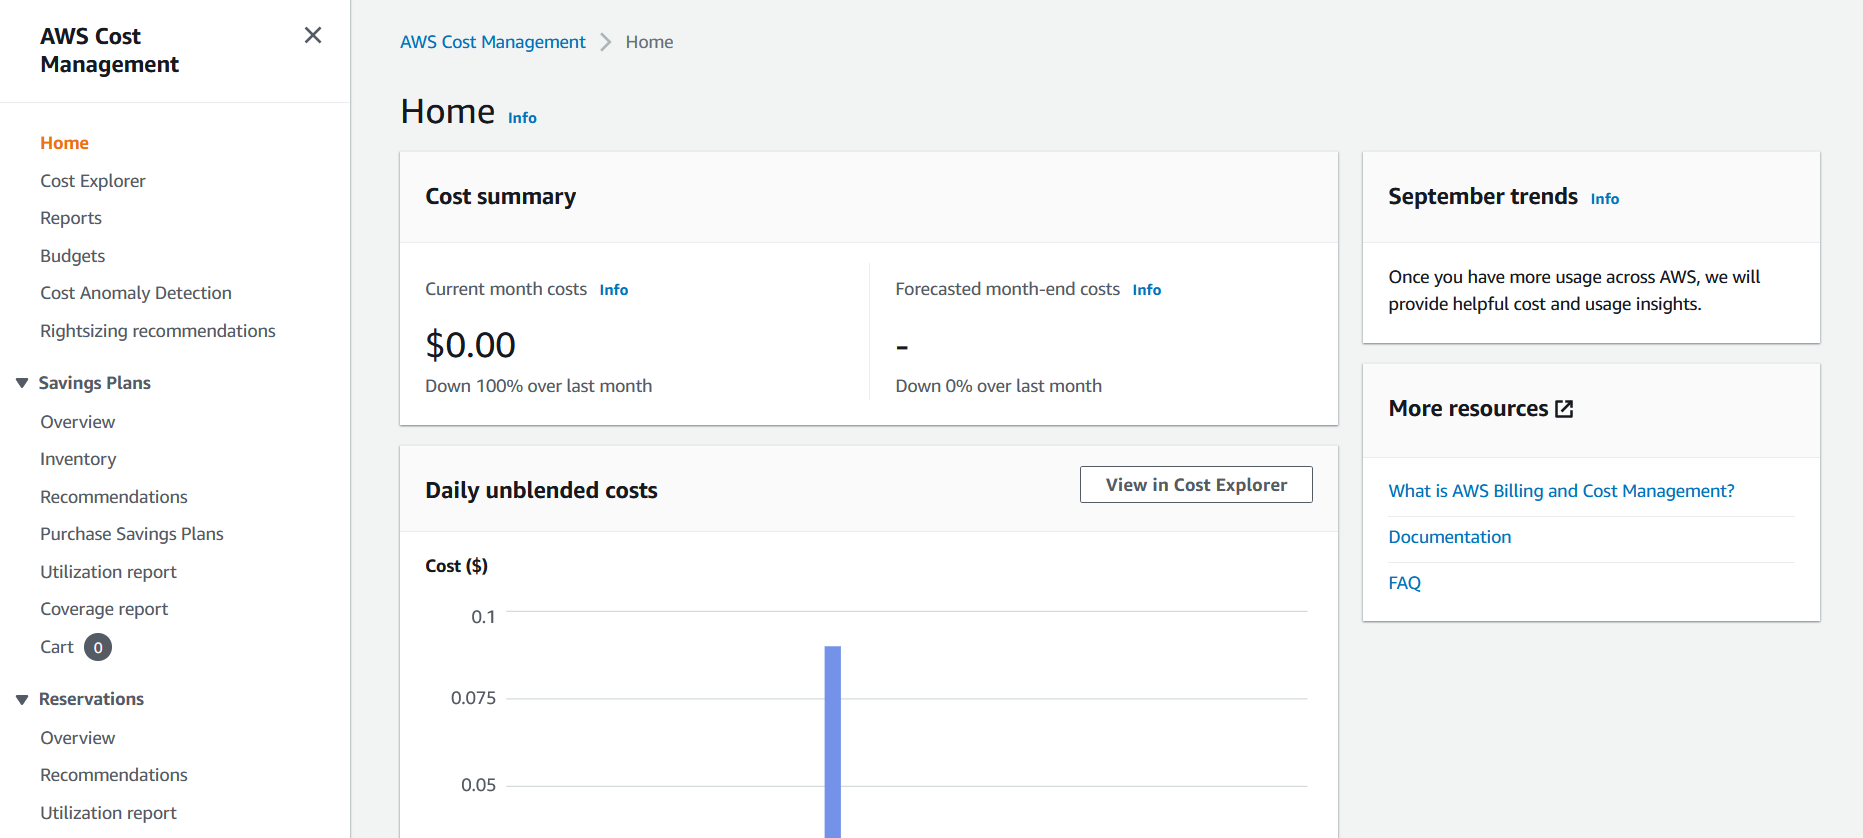 AWS Cost
Management
Home
Cost Explorer
Reports
Budgets
Cost Anomaly Detection
Rightsizing recommendations
Savings Plans
Overview
Inventory
Recommendations
Purchase Savings Plans
Utilization report
Coverage report
Cart 0
Reservations
Overview
Recommendations
Utilization report
AWS Cost Management Home
Home Info
Cost summary
Current month costs Info
$0.00
Down 100% over last month
Forecasted month-end costs Info
-
Down 0% over last month
Daily unblended costs
View in Cost Explorer
Cost ($)
0.1
0.075
0.05
September trends Info
Once you have more usage across AWS, we will
provide helpful cost and usage insights.
More resources
What is AWS Billing and Cost Management?
Documentation
FAQ